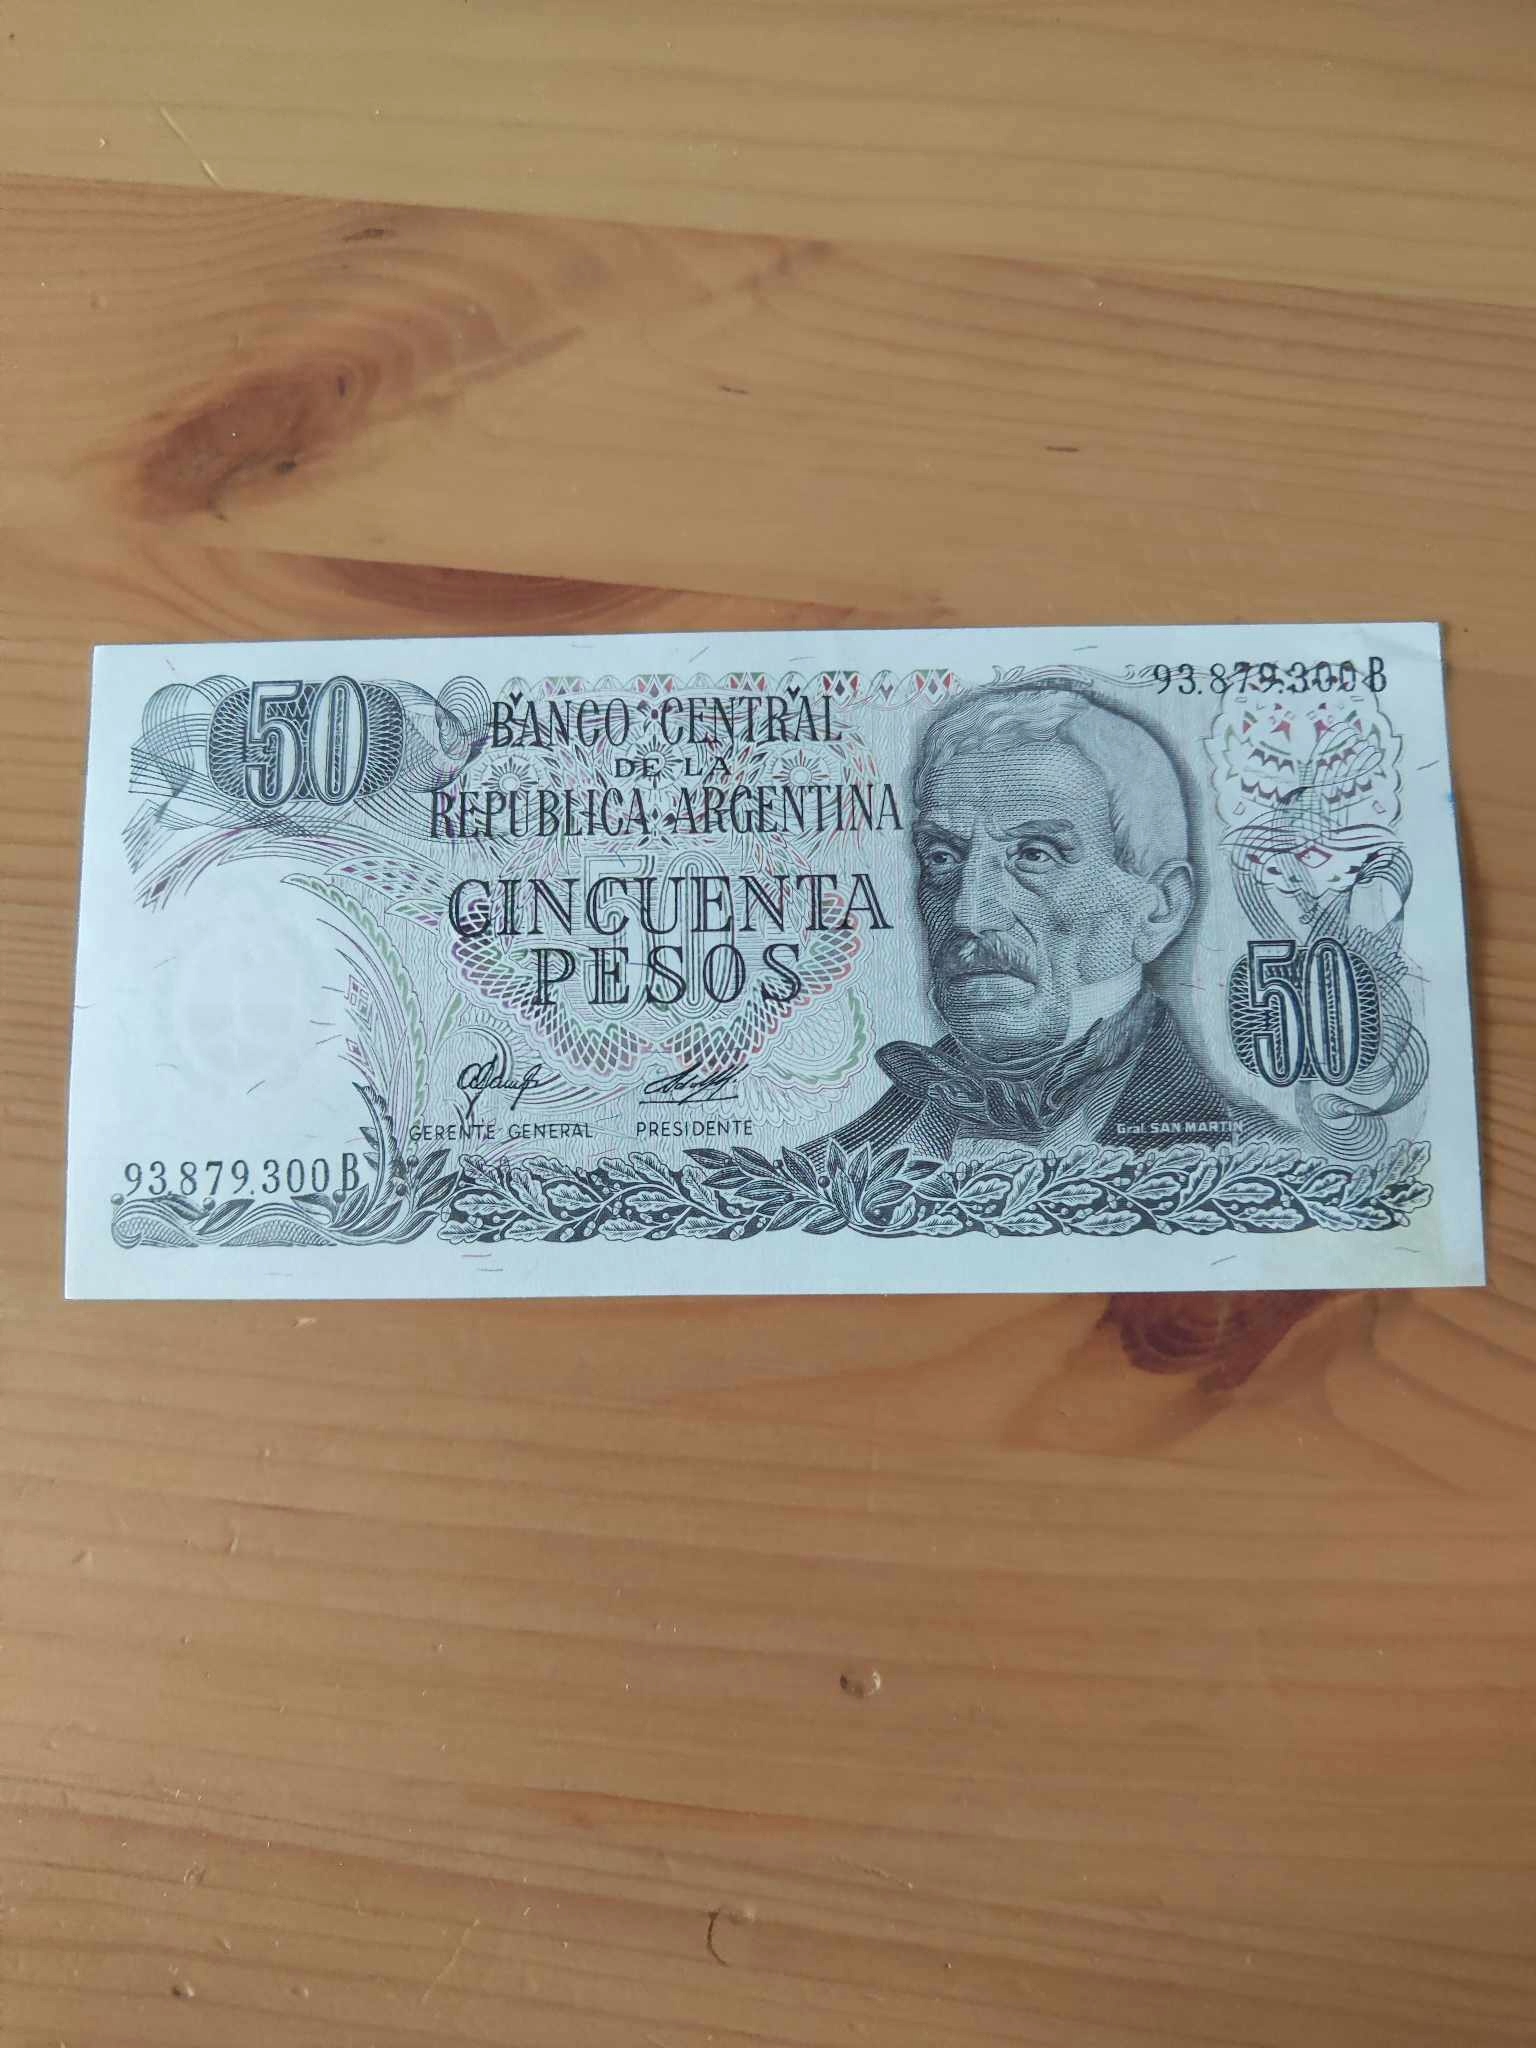 50
93.879.300 B
BANCO CENTRAL
DE LA
REPUBLICA ARGENTINA
50
CINCUENTA
PESOS
50
GERENTE GENERAL PRESIDENTE
Gral. SAN MARTIN
93.879.300 B